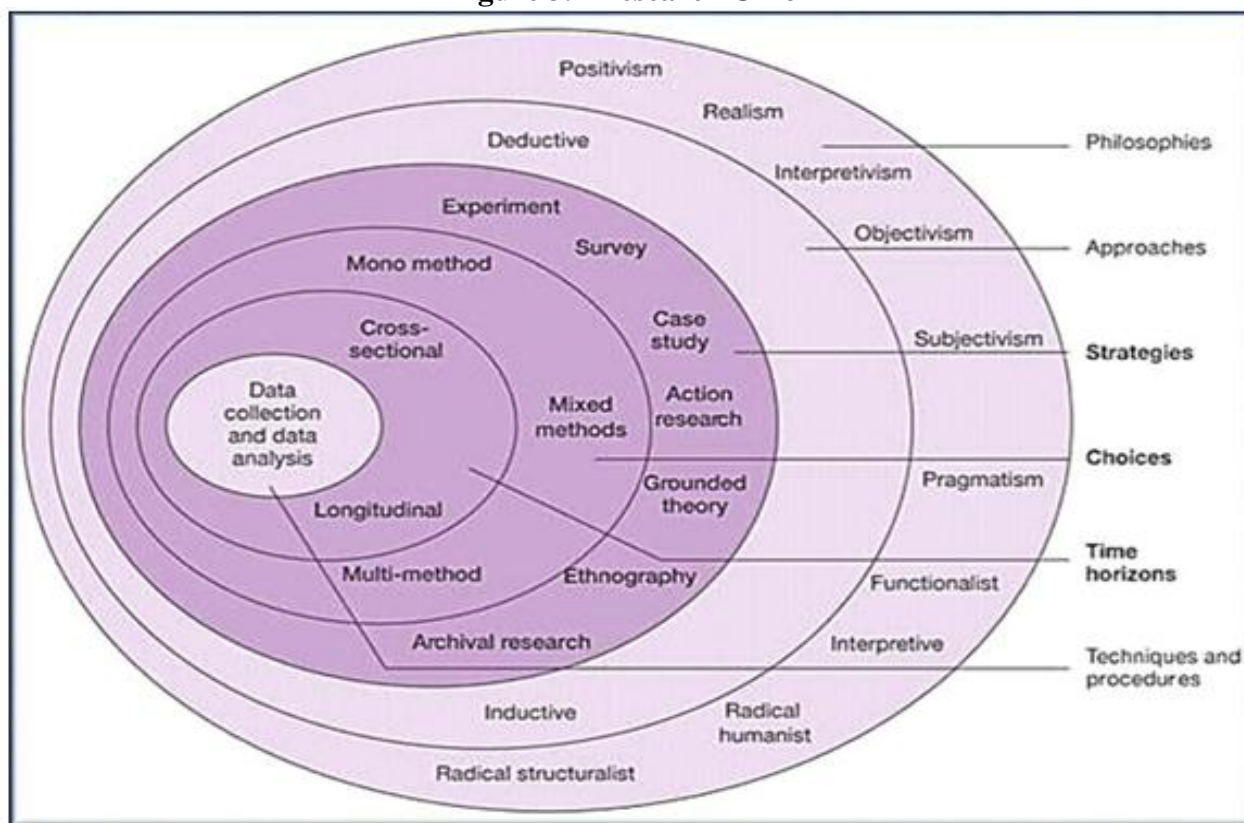 Positivism
Realism
Philosophies
Deductive
Interpretivism
Experiment
Objectivism
Approaches
Survey
Mono method
Case
study
Subjectivism
Strategies
Cross-
sectional
Data
collection
and data
analysis
Mixed
methods
Action
research
Choices
Grounded
theory
Pragmatism
Longitudinal
Time
horizons
Multi-method
Ethnography
Functionalist
Archival research
Interpretive
Techniques and
procedures
Inductive
Radical
humanist
Radical structuralist